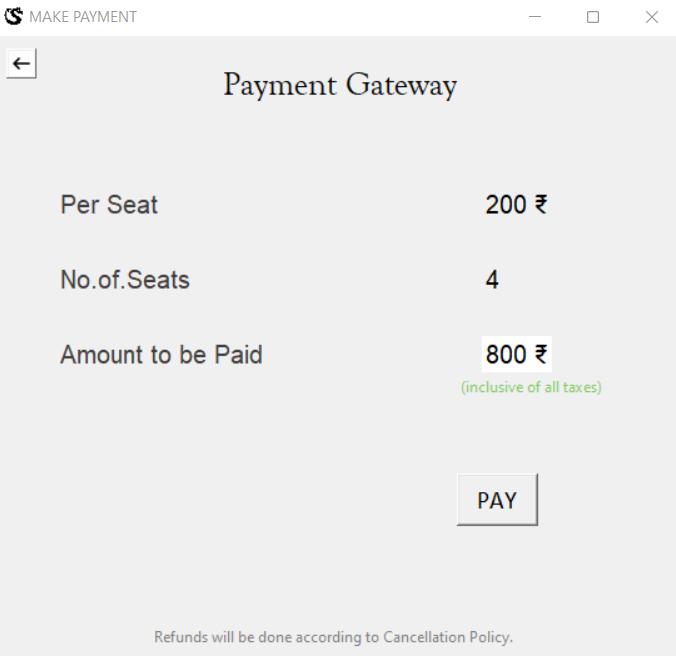 MAKE PAYMENT
←
Payment Gateway
Per Seat 200 ₹
No.of.Seats 4
Amount to be Paid 800 ₹
(inclusive of all taxes)
PAY
Refunds will be done according to Cancellation Policy.